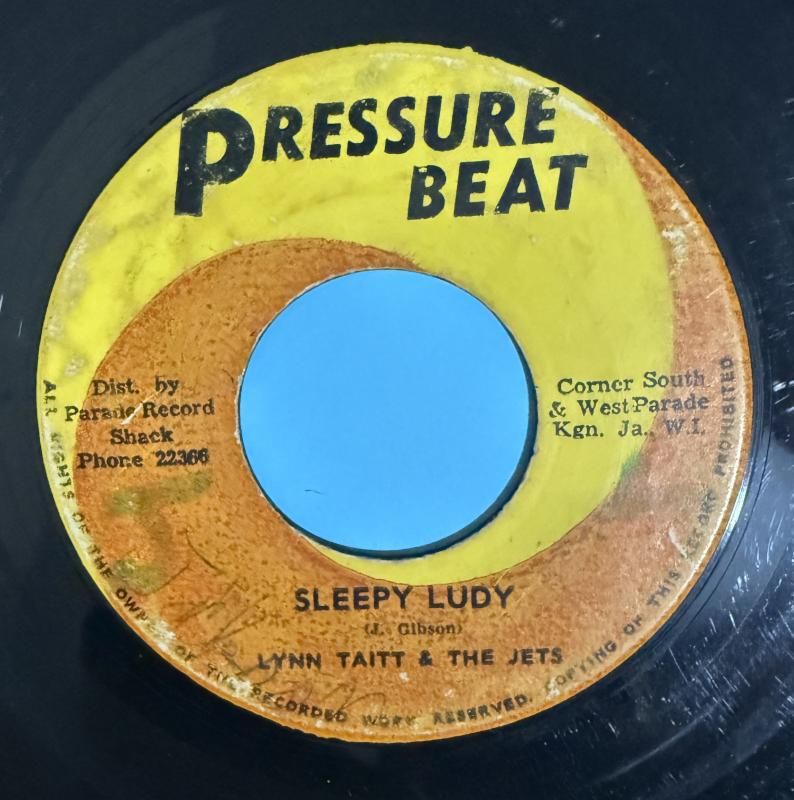 PRESSURE
BEAT
Dist. by
Parade Record
Shack
Phone 22366
Corner South
& West Parade
Kgn. Ja. W.I.
SLEEPY LUDY
(J. Gibson)
LYNN TAITT & THE JETS
ALL RIGHTS OF THE OWNER OF THE RECORDED WORK RESERVED. COPYING OF THIS RECORD PROHIBITED